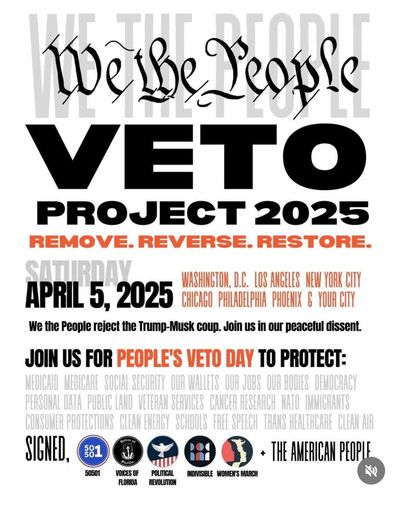 WE THE PEOPLE
We the People
VETO
PROJECT 2025
REMOVE. REVERSE. RESTORE.
SATURDAY
APRIL 5, 2025
WASHINGTON, D.C. LOS ANGELES NEW YORK CITY
CHICAGO PHILADELPHIA PHOENIX & YOUR CITY
We the People reject the Trump-Musk coup. Join us in our peaceful dissent.
JOIN US FOR PEOPLE'S VETO DAY TO PROTECT:
MEDICAID MEDICARE SOCIAL SECURITY OUR WALLETS OUR JOBS OUR BODIES DEMOCRACY
PERSONAL DATA PUBLIC LAND VETERAN SERVICES CANCER RESEARCH NATO IMMIGRANTS
CONSUMER PROTECTIONS CLEAN ENERGY SCHOOLS FREE SPEECH TRANS HEALTHCARE CLEAN AIR
SIGNED,
50
501
50501
VOICES OF
FLORIDA
POLITICAL
REVOLUTION
INDIVISIBLE
WOMEN'S MARCH
+ THE AMERICAN PEOPLE